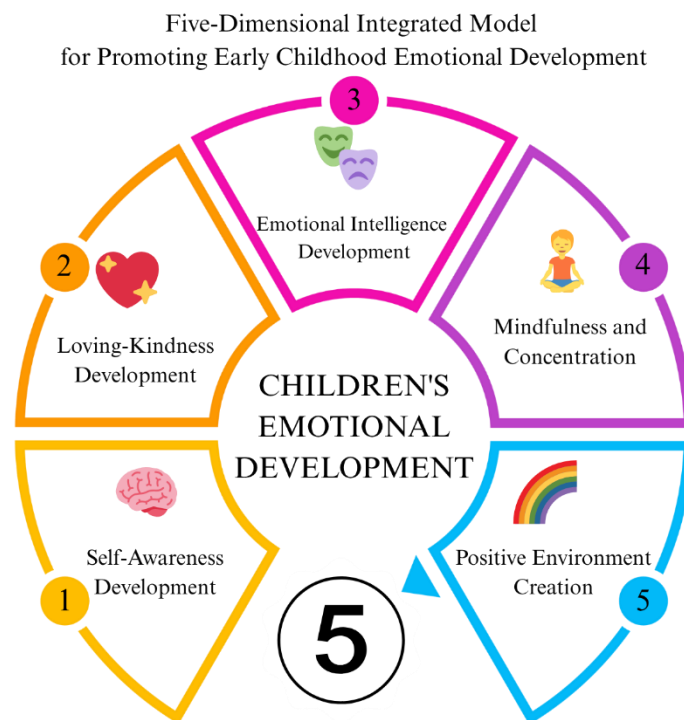 Five-Dimensional Integrated Model
for Promoting Early Childhood Emotional Development
3
Emotional Intelligence
Development
2
Loving-Kindness
Development
4
Mindfulness and
Concentration
CHILDREN'S
EMOTIONAL
DEVELOPMENT
1
Self-Awareness
Development
5
Positive Environment
Creation
5